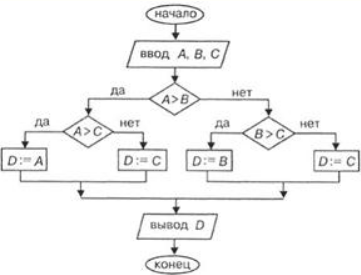 начало
ввод A, B, C
да A>B нет
да A>C нет да B>C нет
D:=A D:=C D:=B D:=C
вывод D
конец